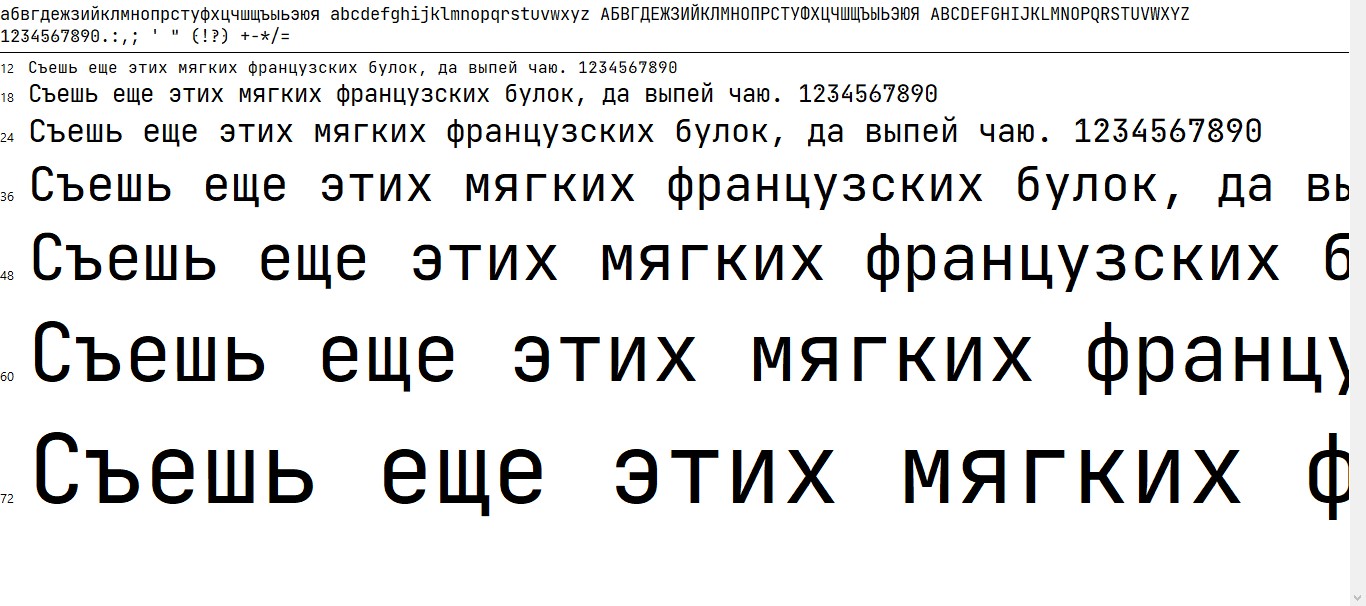 абвгдежзийклмнопрстуфхцчшщъыьэюя abcdefghijklmnopqrstuvwxyz АБВГДЕЖЗИЙКЛМНОПРСТУФХЦЧШЩЪЫЬЭЮЯ ABCDEFGHIJKLMNOPQRSTUVWXYZ
1234567890.:,; ' " (!?) +-*/=
12 Съешь еще этих мягких французских булок, да выпей чаю. 1234567890
18 Съешь еще этих мягких французских булок, да выпей чаю. 1234567890
24 Съешь еще этих мягких французских булок, да выпей чаю. 1234567890
36 Съешь еще этих мягких французских булок, да вы
48 Съешь еще этих мягких французских б
60 Съешь еще этих мягких францу
72 Съешь еще этих мягких ф